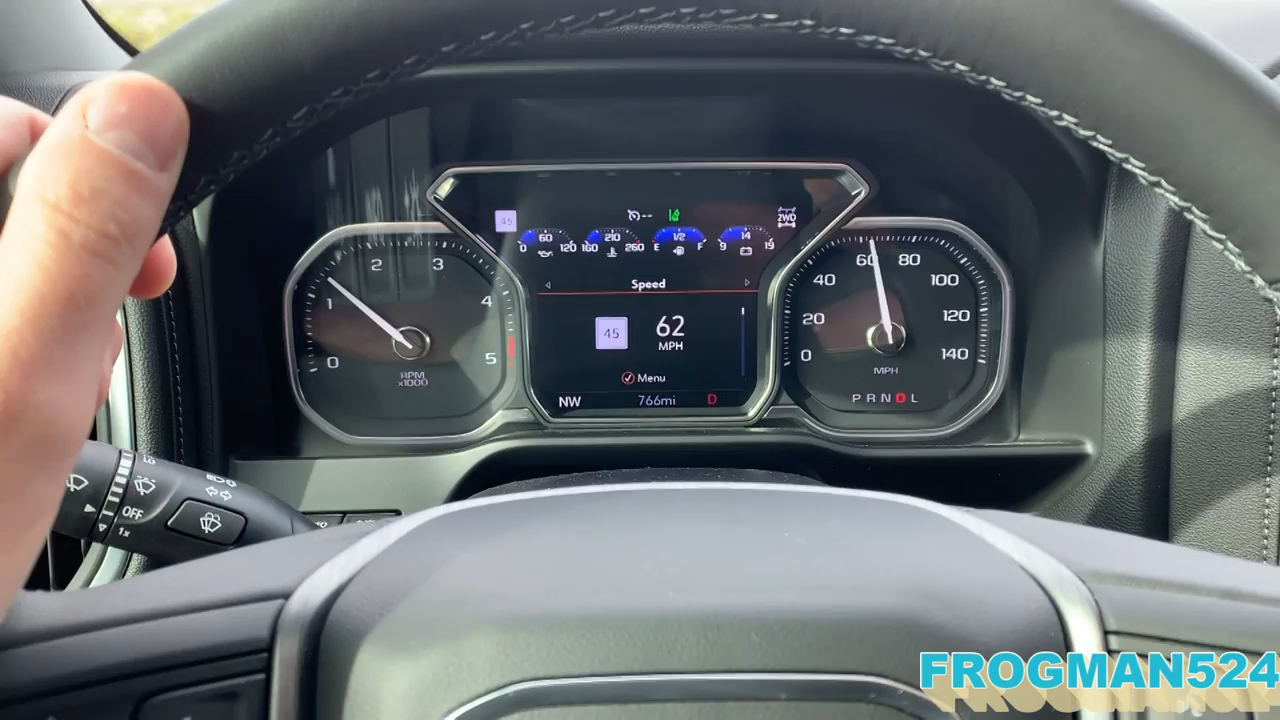 45
2WD
60
0 120
210
160 260
1/2
E F
14
9 19
Speed
45
62
MPH
Menu
NW 766mi D
0 1 2 3 4 5
RPM
x1000
0 20 40 60 80 100 120 140
MPH
P R N D L
OFF
1x
FROGMAN524